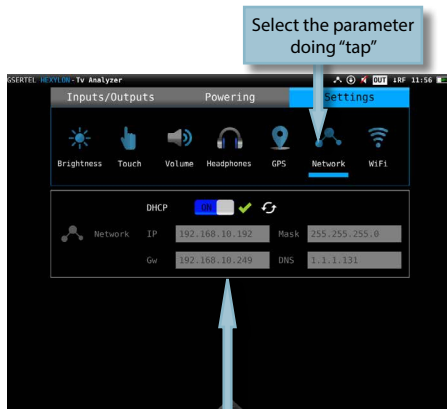 Select the parameter
doing “tap”
GSERTEL HEXYLON - Tv Analyzer OUT ↕RF 11:56
Inputs/Outputs Powering Settings
Brightness Touch Volume Headphones GPS Network WiFi
DHCP ON
Network IP 192.168.10.192 Mask 255.255.255.0
Gw 192.168.10.249 DNS 1.1.1.131